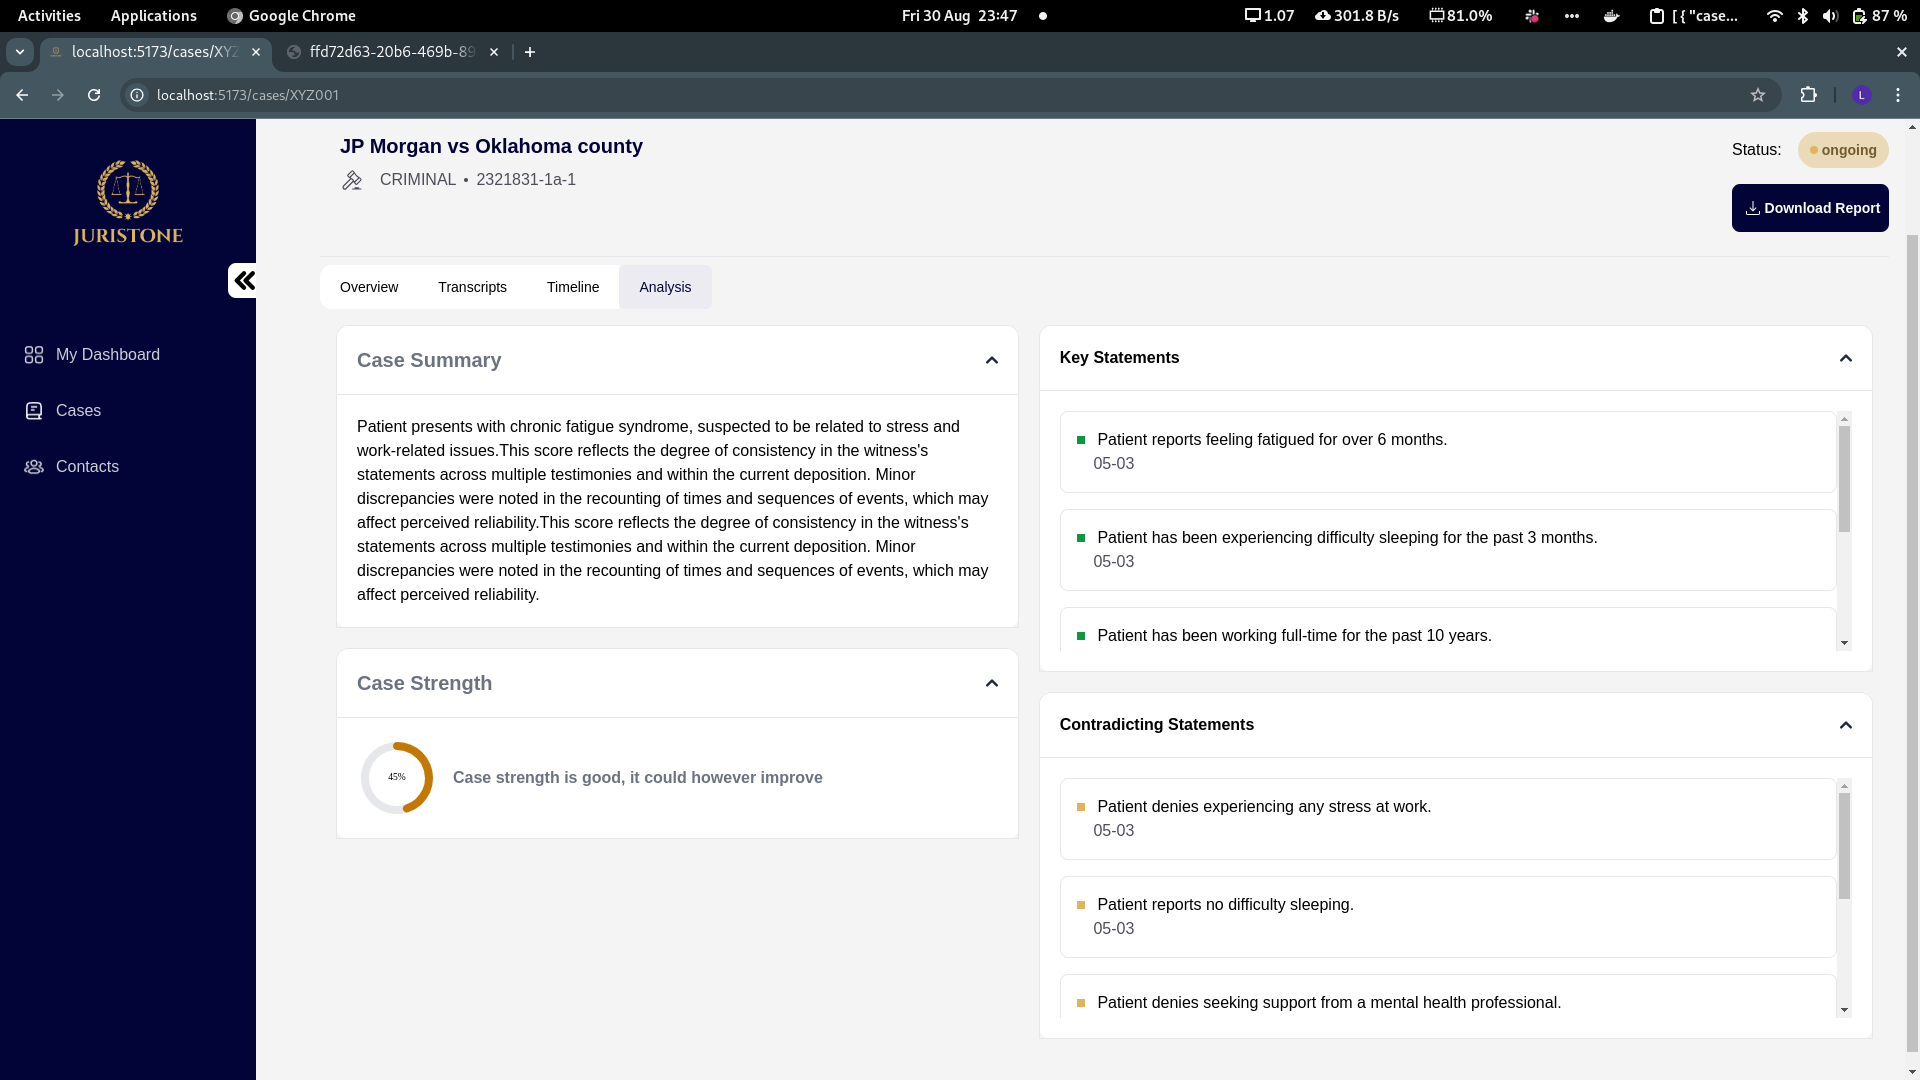 Activities Applications Google Chrome Fri 30 Aug 23:47 1.07 301.8 B/s 81.0% [ { "case... 87 %
localhost:5173/cases/XYZ ffd72d63-20b6-469b-89
localhost:5173/cases/XYZ001 L
JURISTONE
My Dashboard
Cases
Contacts
JP Morgan vs Oklahoma county
CRIMINAL • 2321831-1a-1
Status: ongoing
Download Report
Overview Transcripts Timeline Analysis
Case Summary
Patient presents with chronic fatigue syndrome, suspected to be related to stress and
work-related issues.This score reflects the degree of consistency in the witness's
statements across multiple testimonies and within the current deposition. Minor
discrepancies were noted in the recounting of times and sequences of events, which may
affect perceived reliability.This score reflects the degree of consistency in the witness's
statements across multiple testimonies and within the current deposition. Minor
discrepancies were noted in the recounting of times and sequences of events, which may
affect perceived reliability.
Case Strength
45%
Case strength is good, it could however improve
Key Statements
Patient reports feeling fatigued for over 6 months.
05-03
Patient has been experiencing difficulty sleeping for the past 3 months.
05-03
Patient has been working full-time for the past 10 years.
Contradicting Statements
Patient denies experiencing any stress at work.
05-03
Patient reports no difficulty sleeping.
05-03
Patient denies seeking support from a mental health professional.